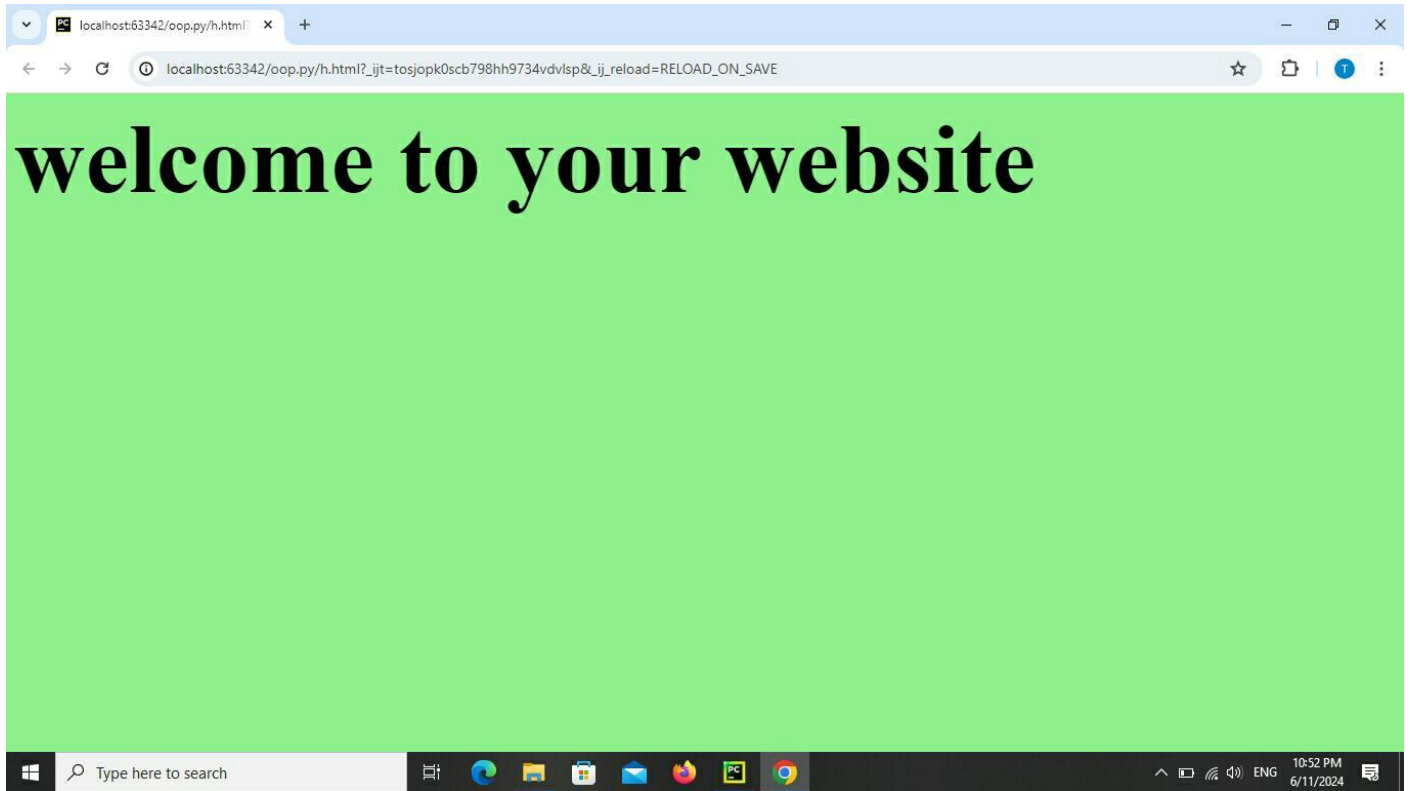 localhost:63342/oop.py/h.html?
localhost:63342/oop.py/h.html?_ijt=tosjopk0scb798hh9734vdvlsp&_ij_reload=RELOAD_ON_SAVE
T
welcome to your website
Type here to search
PC
ENG
10:52 PM
6/11/2024